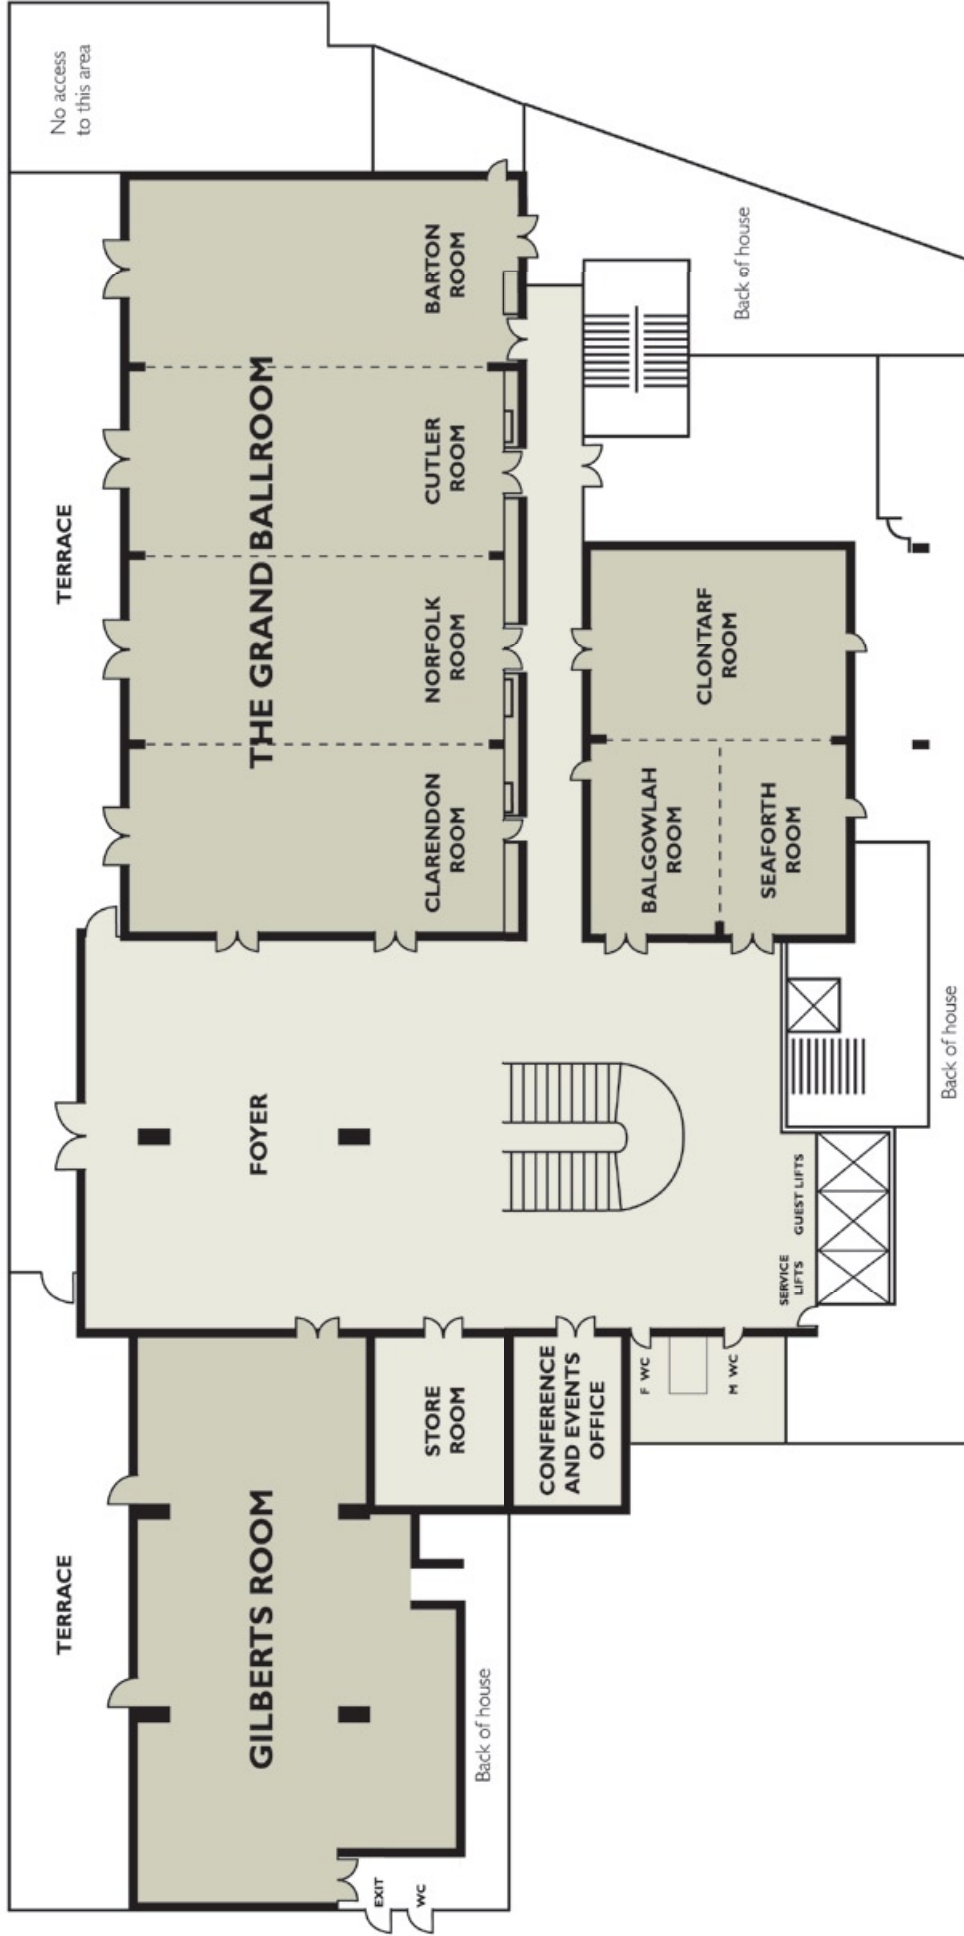 No access
to this area
TERRACE
THE GRAND BALLROOM
BARTON
ROOM
CUTLER
ROOM
NORFOLK
ROOM
CLARENDON
ROOM
Back of house
CLONTARF
ROOM
BALGOWLAH
ROOM
SEAFORTH
ROOM
Back of house
FOYER
GUEST LIFTS
SERVICE
LIFTS
F WC
M WC
CONFERENCE
AND EVENTS
OFFICE
STORE
ROOM
TERRACE
GILBERTS ROOM
Back of house
EXIT
WC